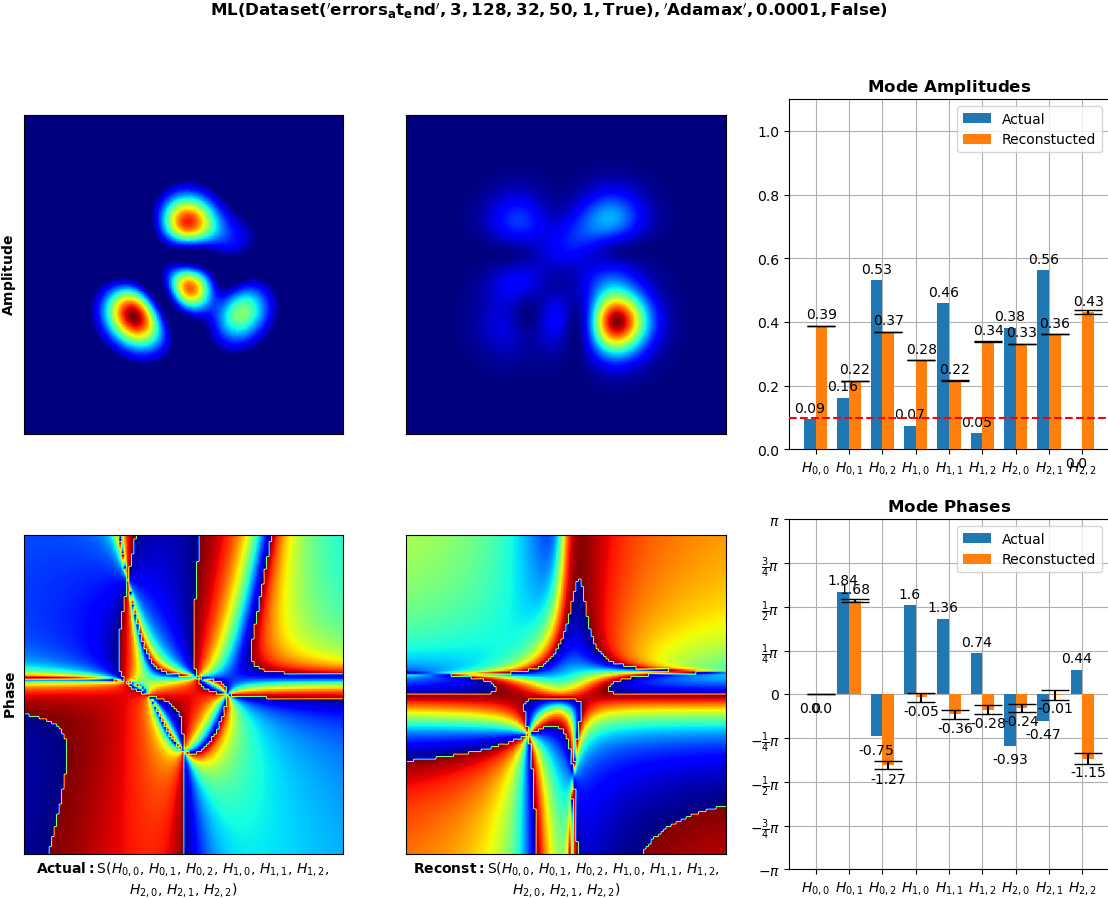 ML(Dataset('errors_at_end', 3, 128, 32, 50, 1, True), 'Adamax', 0.0001, False)
Amplitude
Mode Amplitudes
Actual
Reconstucted
1.0
0.8
0.6
0.4
0.2
0.0
0.09 0.39 0.16 0.22 0.53 0.37 0.07 0.28 0.46 0.22 0.05 0.34 0.38 0.33 0.56 0.36 0.0 0.43
H0,0 H0,1 H0,2 H1,0 H1,1 H1,2 H2,0 H2,1 H2,2
Phase
Actual: S(H0,0, H0,1, H0,2, H1,0, H1,1, H1,2,
H2,0, H2,1, H2,2)
Reconst: S(H0,0, H0,1, H0,2, H1,0, H1,1, H1,2,
H2,0, H2,1, H2,2)
Mode Phases
Actual
Reconstucted
π
3/4π
1/2π
1/4π
0
−1/4π
−1/2π
−3/4π
−π
0.0 0.0 1.84 1.68 -0.75 -1.27 1.6 -0.05 1.36 -0.36 0.74 -0.28 -0.93 -0.24 -0.47 -0.01 0.44 -1.15
H0,0 H0,1 H0,2 H1,0 H1,1 H1,2 H2,0 H2,1 H2,2